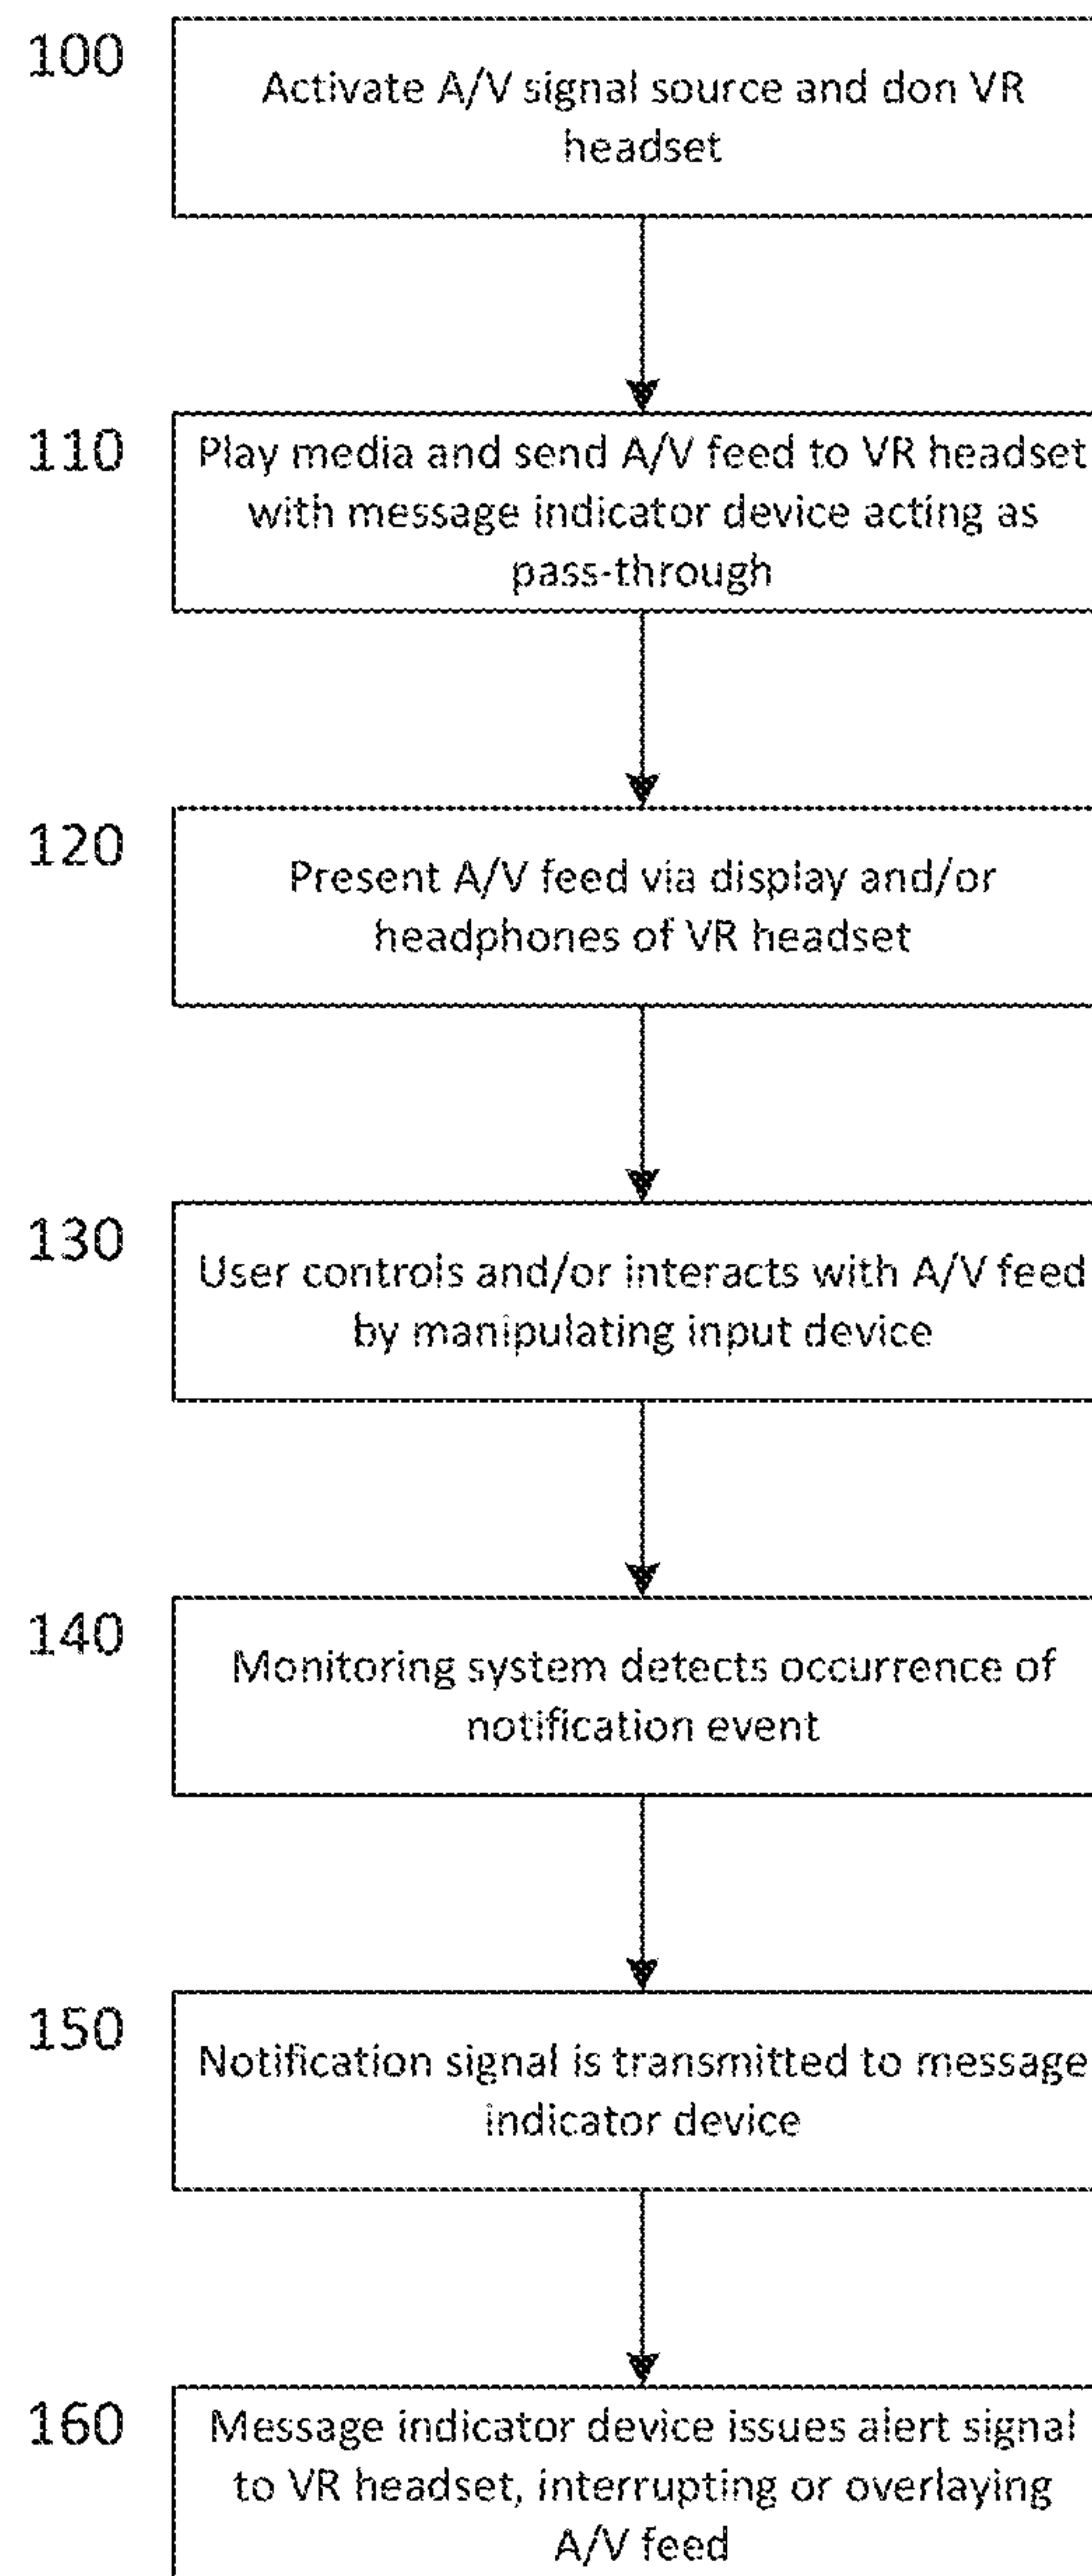 100
Activate A/V signal source and don VR
headset
110
Play media and send A/V feed to VR headset
with message indicator device acting as
pass-through
120
Present A/V feed via display and/or
headphones of VR headset
130
User controls and/or interacts with A/V feed
by manipulating input device
140
Monitoring system detects occurrence of
notification event
150
Notification signal is transmitted to message
indicator device
160
Message indicator device issues alert signal
to VR headset, interrupting or overlaying
A/V feed